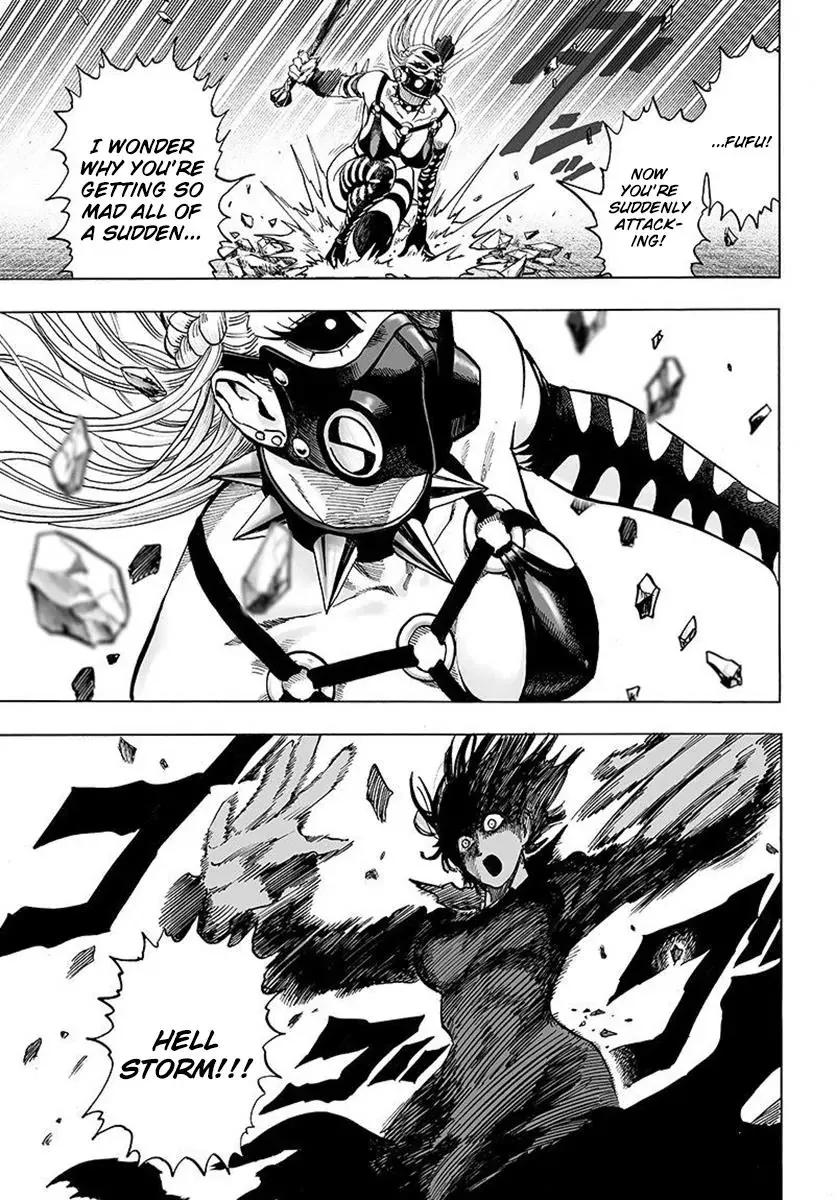 ...FUFU!
NOW
YOU'RE
SUDDENLY
ATTACK-
ING!
I WONDER
WHY YOU'RE
GETTING SO
MAD ALL OF
A SUDDEN...
S
HELL
STORM!!!